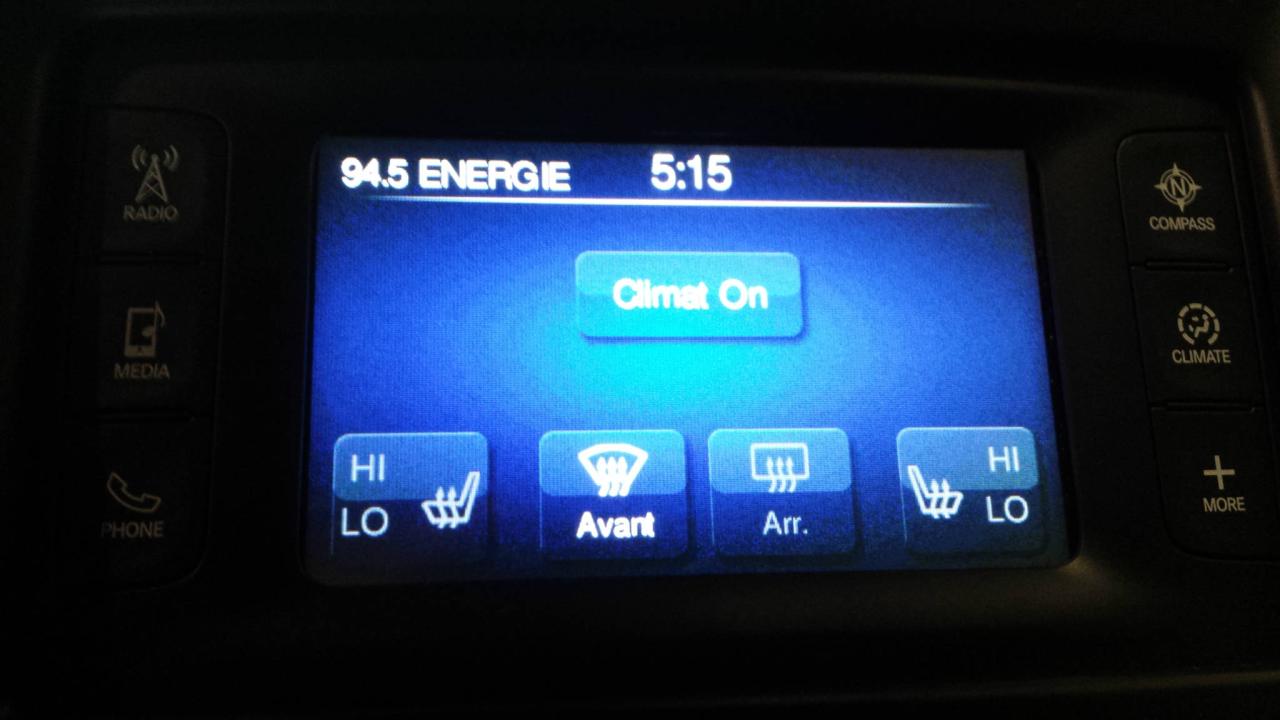 94.5 ENERGIE 5:15
RADIO
COMPASS
Climat On
MEDIA
CLIMATE
HI
LO
Avant
Arr.
HI
LO
PHONE
MORE